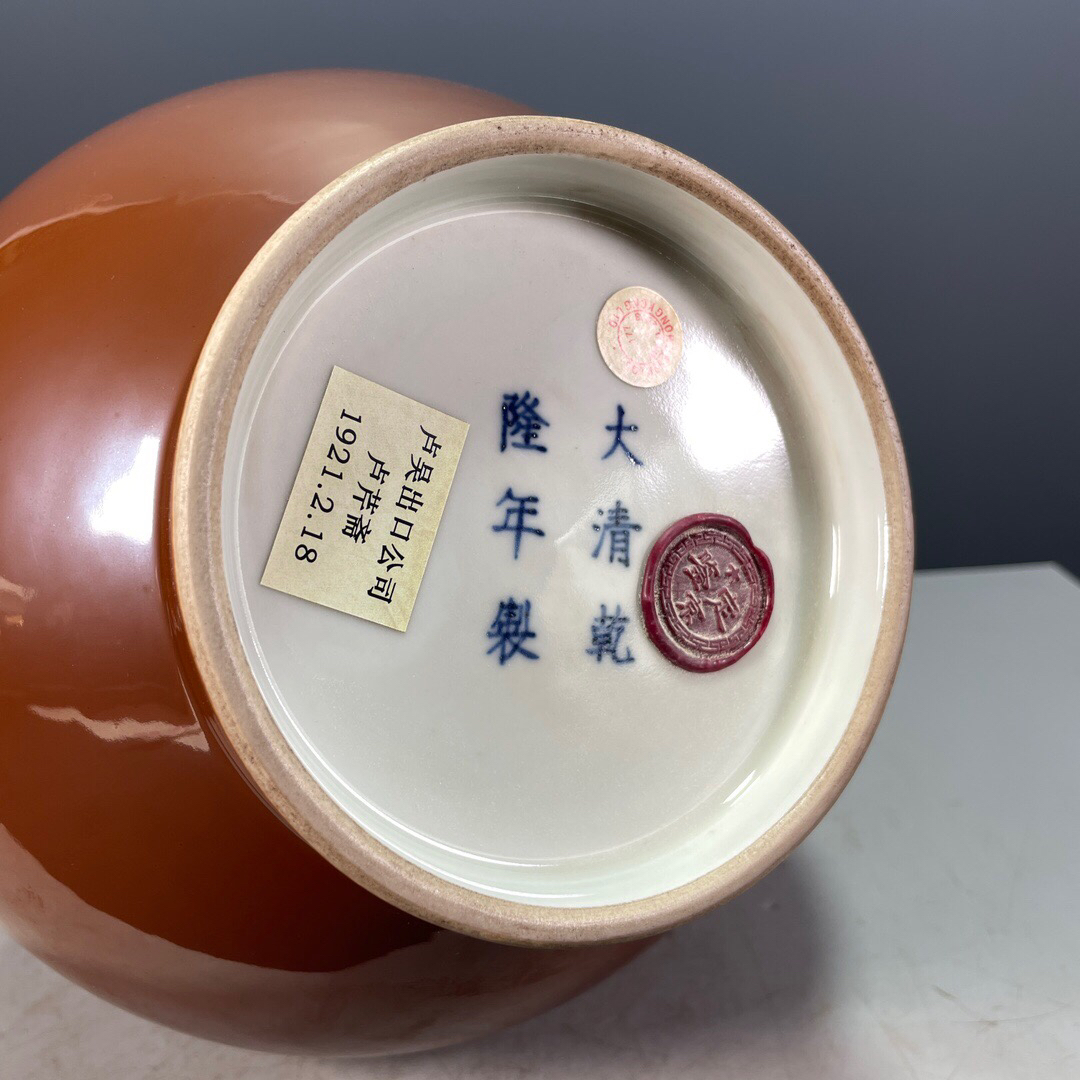 大清乾
隆年製
卢吴出口公司
卢芹斋
1921.2.18